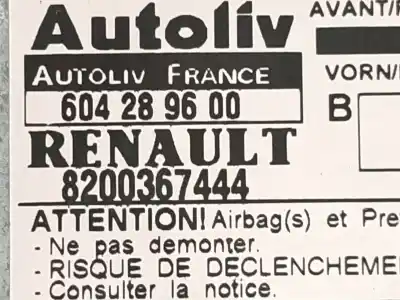 Autoliv
AVANT/
AUTOLIV FRANCE
VORN/
604 28 96 00
B
RENAULT
8200367444
ATTENTION! Airbag(s) et Pre
- Ne pas demonter.
- RISQUE DE DECLENCHEME
- Consulter la notice.